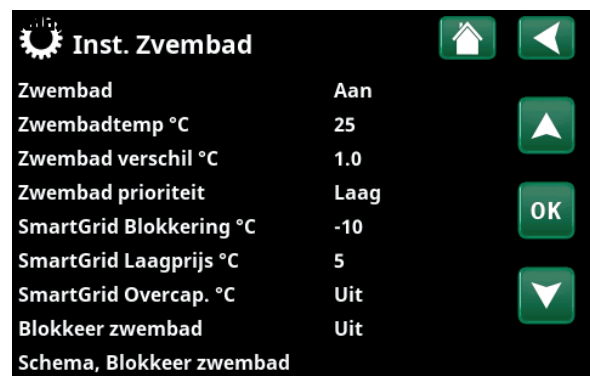 Inst. Zvembad
Zwembad Aan
Zwembadtemp °C 25
Zwembad verschil °C 1.0
Zwembad prioriteit Laag
SmartGrid Blokkering °C -10
SmartGrid Laagprijs °C 5
SmartGrid Overcap. °C Uit
Blokkeer zwembad Uit
Schema, Blokkeer zwembad
OK